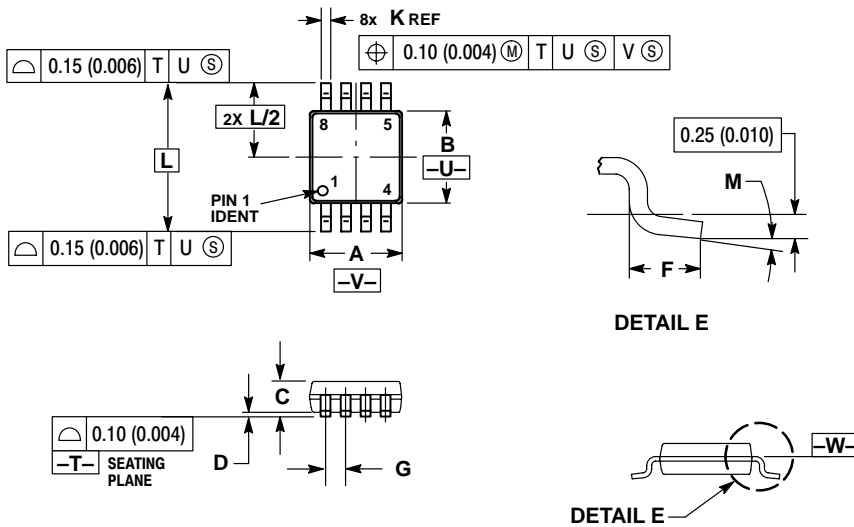 8x K REF
⌖ 0.10 (0.004) Ⓜ T U Ⓢ V Ⓢ
⌓ 0.15 (0.006) T U Ⓢ
2X L/2
8 5
B
–U–
L
PIN 1
IDENT
1
4
⌓ 0.15 (0.006) T U Ⓢ
A
–V–
0.25 (0.010)
M
F
DETAIL E
C
⌓ 0.10 (0.004)
–T– SEATING
PLANE
D
G
–W–
DETAIL E